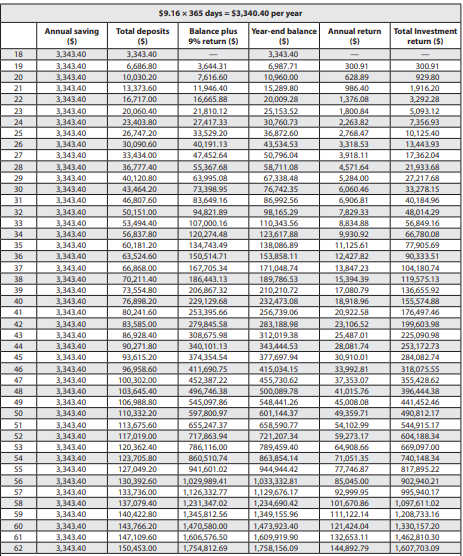 $9.16 × 365 days = $3,340.40 per year
Annual saving ($) Total deposits ($) Balance plus 9% return ($) Year-end balance ($) Annual return ($) Total Investment return ($)
18 3,343.40 3,343.40 — 3,343.40 — —
19 3,343.40 6,686.80 3,644.31 6,987.71 300.91 300.91
20 3,343.40 10,030.20 7,616.60 10,960.00 628.89 929.80
21 3,343.40 13,373.60 11,946.40 15,289.80 986.40 1,916.20
22 3,343.40 16,717.00 16,665.88 20,009.28 1,376.08 3,292.28
23 3,343.40 20,060.40 21,810.12 25,153.52 1,800.84 5,093.12
24 3,343.40 23,403.80 27,417.33 30,760.73 2,263.82 7,356.93
25 3,343.40 26,747.20 33,529.20 36,872.60 2,768.47 10,125.40
26 3,343.40 30,090.60 40,191.13 43,534.53 3,318.53 13,443.93
27 3,343.40 33,434.00 47,452.64 50,796.04 3,918.11 17,362.04
28 3,343.40 36,777.40 55,367.68 58,711.08 4,571.64 21,933.68
29 3,343.40 40,120.80 63,995.08 67,338.48 5,284.00 27,217.68
30 3,343.40 43,464.20 73,398.95 76,742.35 6,060.46 33,278.15
31 3,343.40 46,807.60 83,649.16 86,992.56 6,906.81 40,184.96
32 3,343.40 50,151.00 94,821.89 98,165.29 7,829.33 48,014.29
33 3,343.40 53,494.40 107,000.16 110,343.56 8,834.88 56,849.16
34 3,343.40 56,837.80 120,274.48 123,617.88 9,930.92 66,780.08
35 3,343.40 60,181.20 134,743.49 138,086.89 11,125.61 77,905.69
36 3,343.40 63,524.60 150,514.71 153,858.11 12,427.82 90,333.51
37 3,343.40 66,868.00 167,705.34 171,048.74 13,847.23 104,180.74
38 3,343.40 70,211.40 186,443.13 189,786.53 15,394.39 119,575.13
39 3,343.40 73,554.80 206,867.32 210,210.72 17,080.79 136,655.92
40 3,343.40 76,898.20 229,129.68 232,473.08 18,918.96 155,574.88
41 3,343.40 80,241.60 253,395.66 256,739.06 20,922.58 176,497.46
42 3,343.40 83,585.00 279,845.58 283,188.98 23,106.52 199,603.98
43 3,343.40 86,928.40 308,675.98 312,019.38 25,487.01 225,090.98
44 3,343.40 90,271.80 340,101.13 343,444.53 28,081.74 253,172.73
45 3,343.40 93,615.20 374,354.54 377,697.94 30,910.01 284,082.74
46 3,343.40 96,958.60 411,690.75 415,034.15 33,992.81 318,075.55
47 3,343.40 100,302.00 452,387.22 455,730.62 37,353.07 355,428.62
48 3,343.40 103,645.40 496,746.38 500,089.78 41,015.76 396,444.38
49 3,343.40 106,988.80 545,097.86 548,441.26 45,008.08 441,452.46
50 3,343.40 110,332.20 597,800.97 601,144.37 49,359.71 490,812.17
51 3,343.40 113,675.60 655,247.37 658,590.77 54,102.99 544,915.17
52 3,343.40 117,019.00 717,863.94 721,207.34 59,273.17 604,188.34
53 3,343.40 120,362.40 786,116.00 789,459.40 64,908.66 669,097.00
54 3,343.40 123,705.80 860,510.74 863,854.14 71,051.35 740,148.34
55 3,343.40 127,049.20 941,601.02 944,944.42 77,746.87 817,895.22
56 3,343.40 130,392.60 1,029,989.41 1,033,332.81 85,045.00 902,940.21
57 3,343.40 133,736.00 1,126,332.77 1,129,676.17 92,999.95 995,940.17
58 3,343.40 137,079.40 1,231,347.02 1,234,690.42 101,670.86 1,097,611.02
59 3,343.40 140,422.80 1,345,812.56 1,349,155.96 111,122.14 1,208,733.16
60 3,343.40 143,766.20 1,470,580.00 1,473,923.40 121,424.04 1,330,157.20
61 3,343.40 147,109.60 1,606,576.50 1,609,919.90 132,653.11 1,462,810.30
62 3,343.40 150,453.00 1,754,812.69 1,758,156.09 144,892.79 1,607,703.09